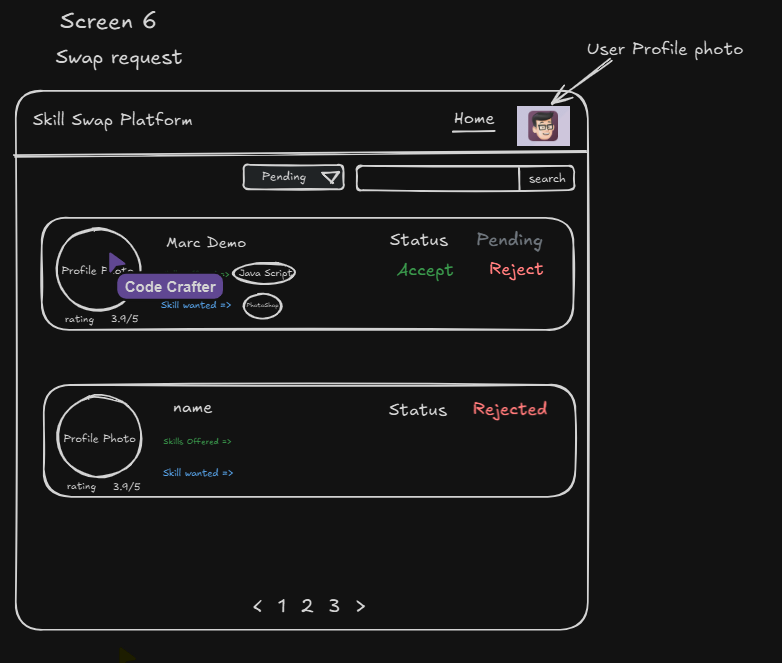 Screen 6
Swap request
User Profile photo
Skill Swap Platform
Home
Pending
search
Marc Demo
Status Pending
Profile Photo
=> Java Script
Accept Reject
Code Crafter
Skill wanted => PhotoShop
rating 3.9/5
name
Status Rejected
Profile Photo
Skills Offered =>
Skill wanted =>
rating 3.9/5
< 1 2 3 >